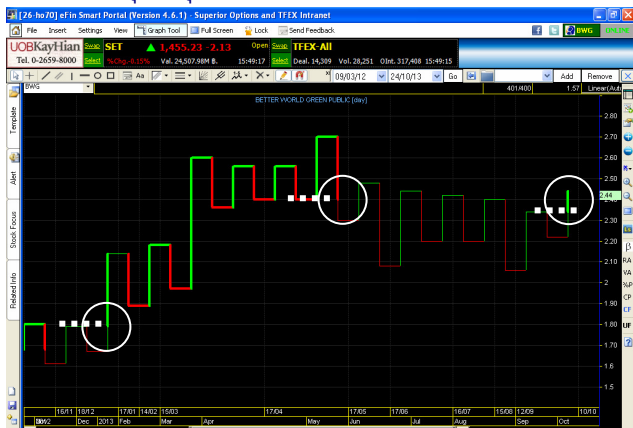 [26-ho70] eFin Smart Portal (Version 4.6.1) - Superior Options and TFEX Intranet
File Insert Settings View Graph Tool Full Screen Lock Send Feedback BWG ONLINE
UOBKayHian Swap SET 1,455.23 -2.13 Open Swap TFEX-All
Tel. 0-2659-8000 Select %Chg.-0.15% Val. 24,507.98M B. 15:49:17 Select Deal. 14,309 Vol. 28,251 OInt. 317,408 15:49:15
Aa 09/03/12 24/10/13 Go Add Remove
BWG 401/400 1.57 Linear(Auto
BETTER WORLD GREEN PUBLIC [day]
Template
Alert
Stock Focus
Related Info
2.80
2.70
2.60
2.50
2.44
2.30
2.20
2.10
2
1.90
1.80
1.70
1.60
1.5
β
RA
VA
%P
CP
CF
UF
16/11 18/12 17/01 14/02 15/03 17/04 17/05 17/06 16/07 15/08 12/09 10/10
Dec 2013 Feb Mar Apr May Jun Jul Aug Sep Oct